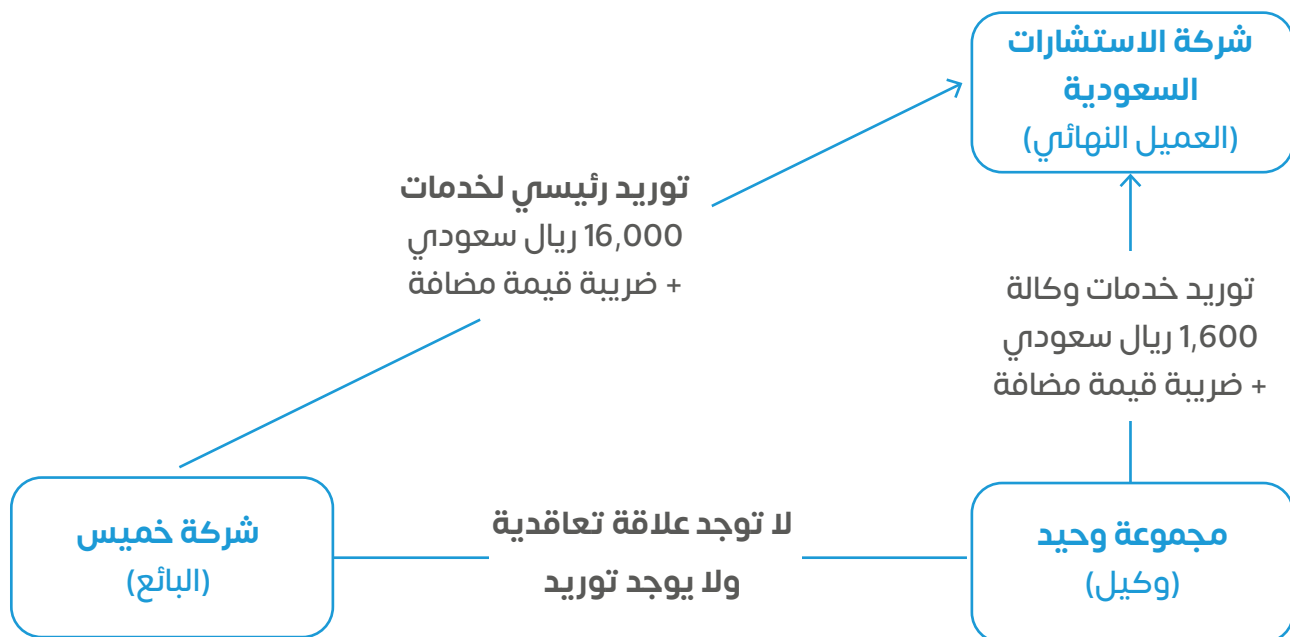 شركة الاستشارات
السعودية
(العميل النهائي)
توريد رئيسي لخدمات
16,000 ريال سعودي
+ ضريبة قيمة مضافة
توريد خدمات وكالة
1,600 ريال سعودي
+ ضريبة قيمة مضافة
مجموعة وحيد
(وكيل)
لا توجد علاقة تعاقدية
ولا يوجد توريد
شركة خميس
(البائع)